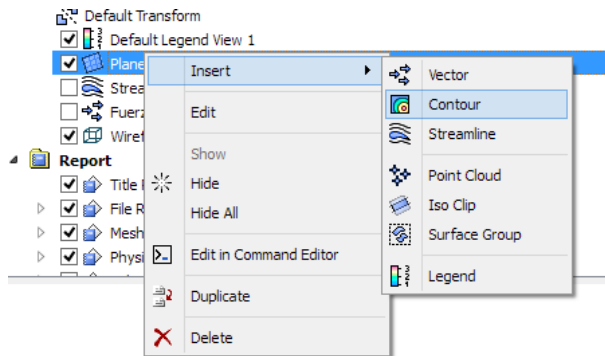 Default Transform
Default Legend View 1
Plane
Insert
Vector
Strea
Contour
Fuerz
Edit
Streamline
Wiref
Show
Report
Point Cloud
Title
Hide
Iso Clip
File R
Hide All
Surface Group
Mesh
Physi
Edit in Command Editor
Legend
Duplicate
Delete